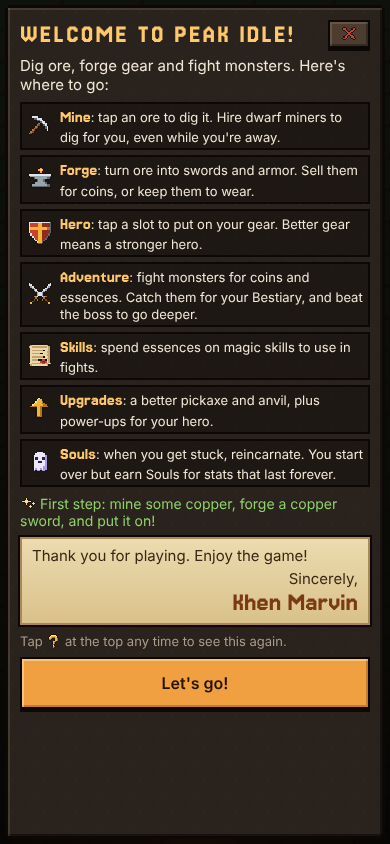 WELCOME TO PEAK IDLE!
Dig ore, forge gear and fight monsters. Here's
where to go:
Mine: tap an ore to dig it. Hire dwarf miners to
dig for you, even while you're away.
Forge: turn ore into swords and armor. Sell them
for coins, or keep them to wear.
Hero: tap a slot to put on your gear. Better gear
means a stronger hero.
Adventure: fight monsters for coins and
essences. Catch them for your Bestiary, and beat
the boss to go deeper.
Skills: spend essences on magic skills to use in
fights.
Upgrades: a better pickaxe and anvil, plus
power-ups for your hero.
Souls: when you get stuck, reincarnate. You start
over but earn Souls for stats that last forever.
First step: mine some copper, forge a copper
sword, and put it on!
Thank you for playing. Enjoy the game!
Sincerely,
Khen Marvin
Tap ? at the top any time to see this again.
Let's go!